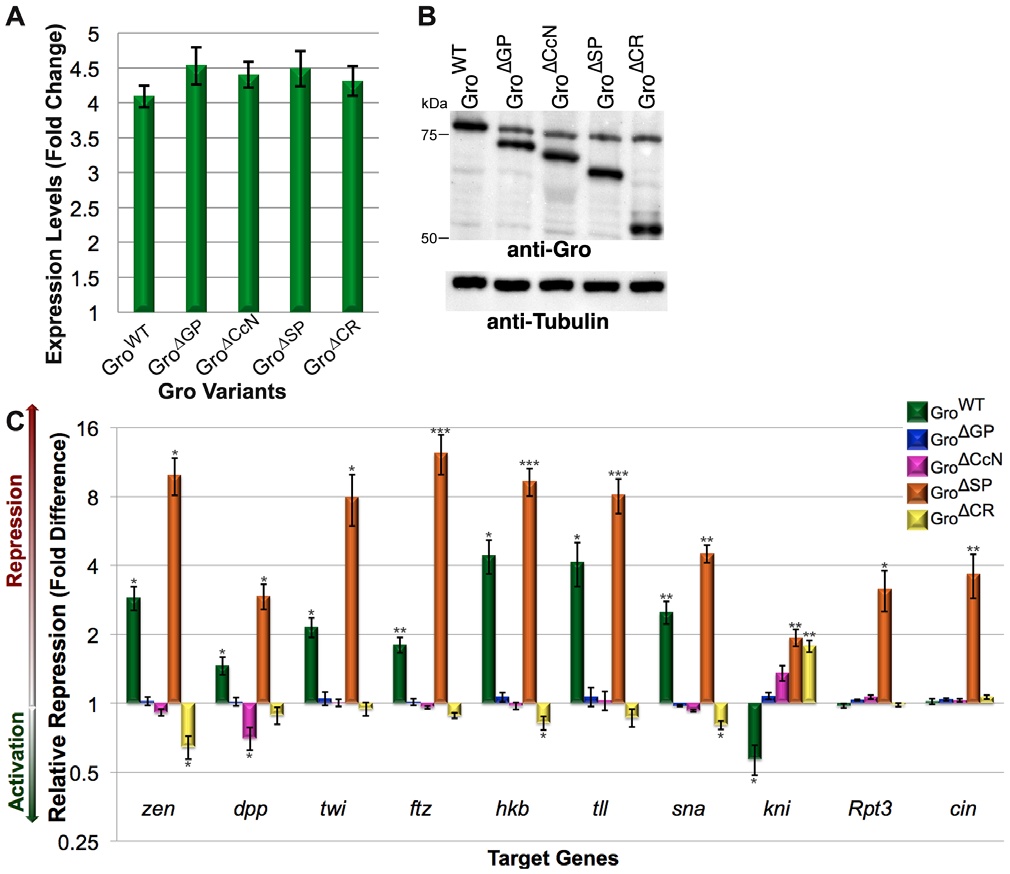 A
Expression Levels (Fold Change)
5
4.5
4
3.5
3
2.5
2
1.5
1
GroWT
GroΔGP
GroΔCcN
GroΔSP
GroΔCR
Gro Variants
B
GroWT
GroΔGP
GroΔCcN
GroΔSP
GroΔCR
kDa
75
50
anti-Gro
anti-Tubulin
C
Repression
Activation
Relative Repression (Fold Difference)
16
8
4
2
1
0.5
0.25
GroWT
GroΔGP
GroΔCcN
GroΔSP
GroΔCR
* * *
* * *
* *
** ***
* *** *
* ***
** ** *
* ** **
*
**
zen dpp twi ftz hkb tll sna kni Rpt3 cin
Target Genes